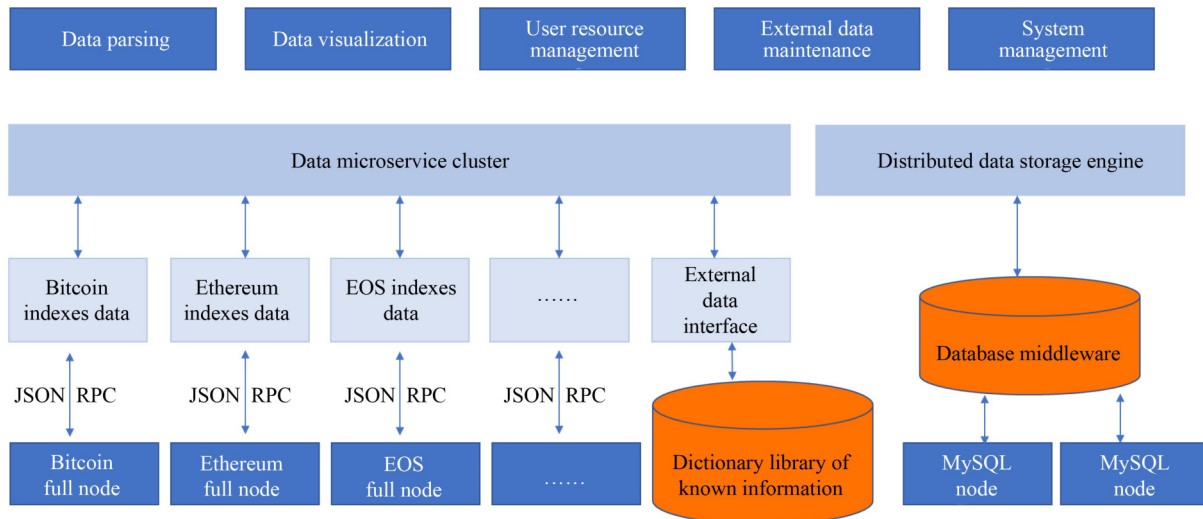 Data parsing
Data visualization
User resource
management
External data
maintenance
System
management
Data microservice cluster
Distributed data storage engine
Bitcoin
indexes data
Ethereum
indexes data
EOS indexes
data
……
External
data
interface
Database middleware
JSON RPC
JSON RPC
JSON RPC
JSON RPC
Bitcoin
full node
Ethereum
full node
EOS
full node
……
Dictionary library of
known information
MySQL
node
MySQL
node